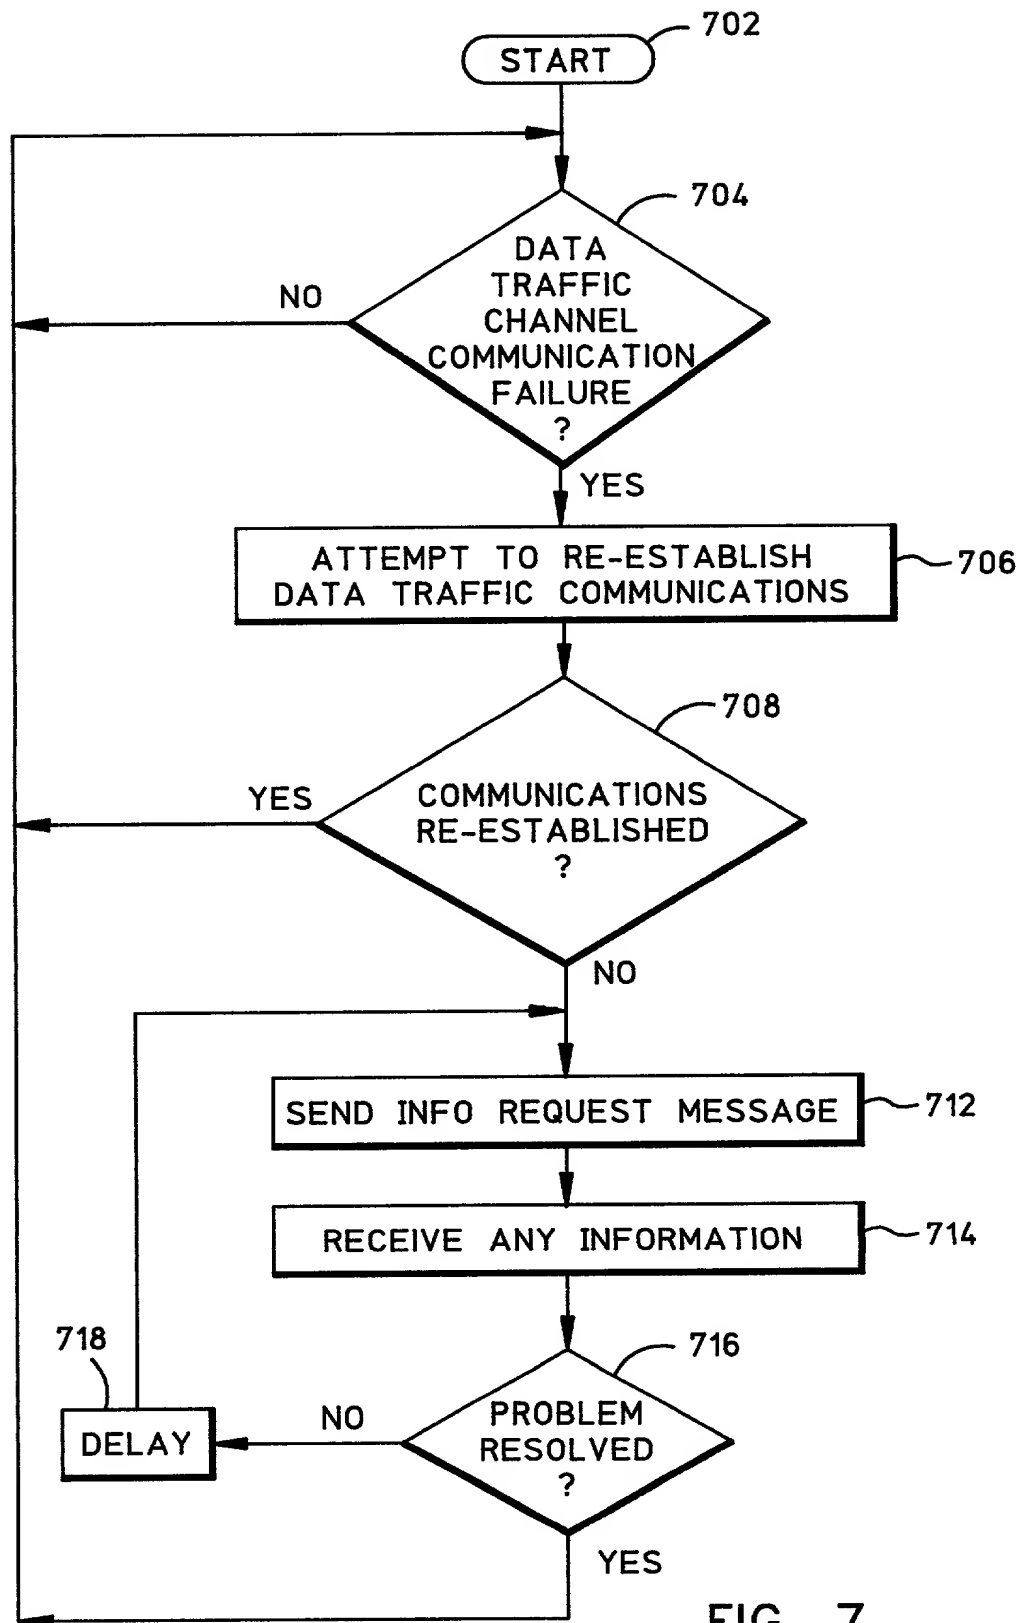 702
START
704
DATA
TRAFFIC
CHANNEL
COMMUNICATION
FAILURE
?
NO
YES
ATTEMPT TO RE-ESTABLISH
DATA TRAFFIC COMMUNICATIONS
706
708
COMMUNICATIONS
RE-ESTABLISHED
?
YES
NO
SEND INFO REQUEST MESSAGE
712
RECEIVE ANY INFORMATION
714
716
PROBLEM
RESOLVED
?
NO
718
DELAY
YES
FIG. 7